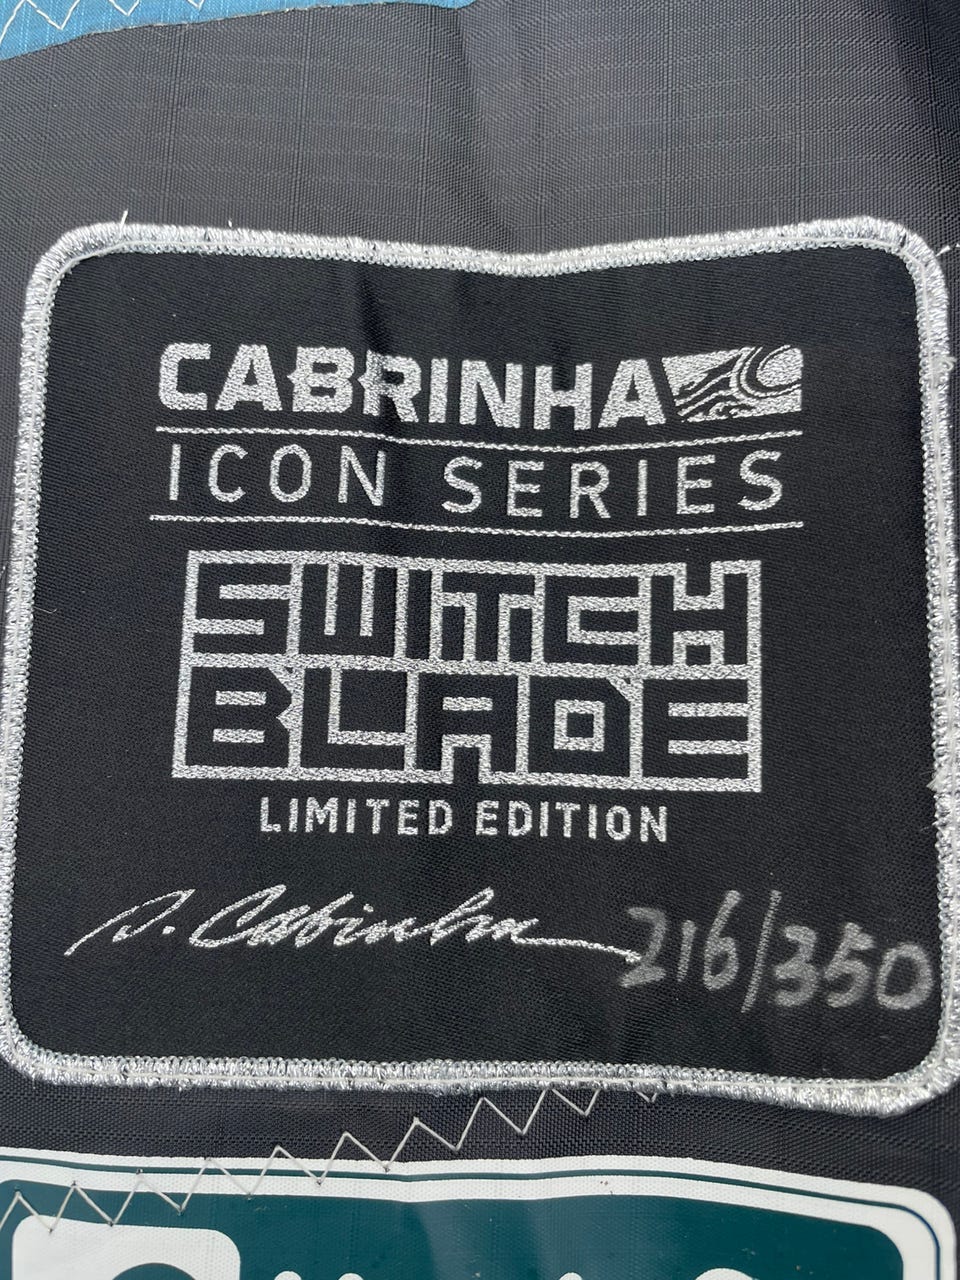 CABRINHA
ICON SERIES
SWITCH
BLADE
LIMITED EDITION
216/350